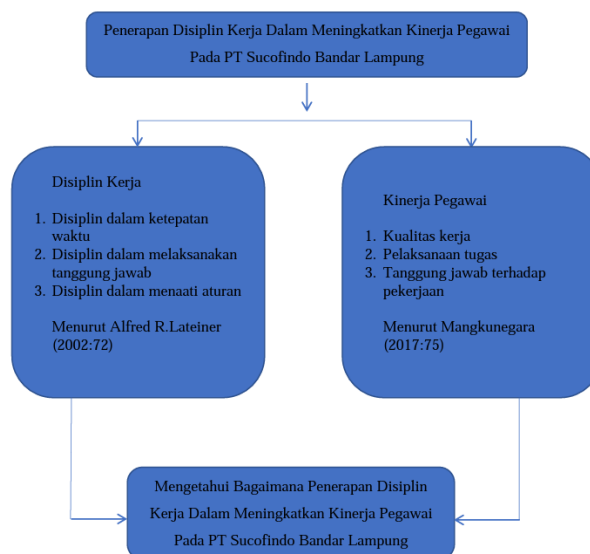 Penerapan Disiplin Kerja Dalam Meningkatkan Kinerja Pegawai
Pada PT Sucofindo Bandar Lampung
Disiplin Kerja
1. Disiplin dalam ketepatan
waktu
2. Disiplin dalam melaksanakan
tanggung jawab
3. Disiplin dalam menaati aturan
Menurut Alfred R.Lateiner
(2002:72)
Kinerja Pegawai
1. Kualitas kerja
2. Pelaksanaan tugas
3. Tanggung jawab terhadap
pekerjaan
Menurut Mangkunegara
(2017:75)
Mengetahui Bagaimana Penerapan Disiplin
Kerja Dalam Meningkatkan Kinerja Pegawai
Pada PT Sucofindo Bandar Lampung